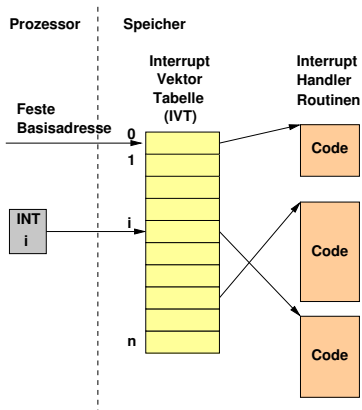 Prozessor
Speicher
Interrupt
Vektor
Tabelle
(IVT)
Interrupt
Handler
Routinen
Feste
Basisadresse
0
1
Code
INT
i
i
Code
n
Code